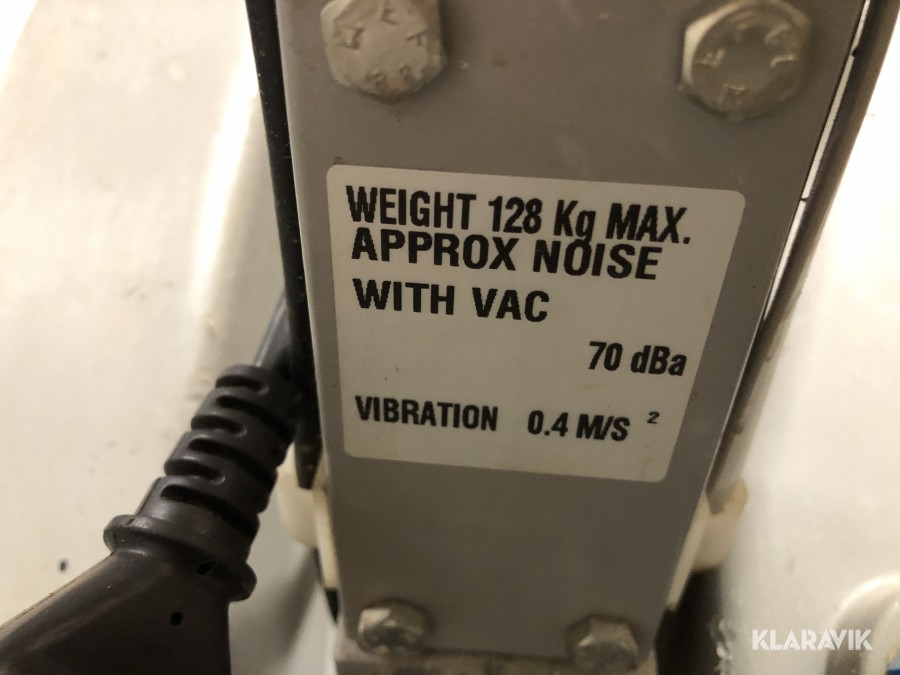 WEIGHT 128 Kg MAX.
APPROX NOISE
WITH VAC
70 dBa
VIBRATION 0.4 M/S ²
KLARAVIK